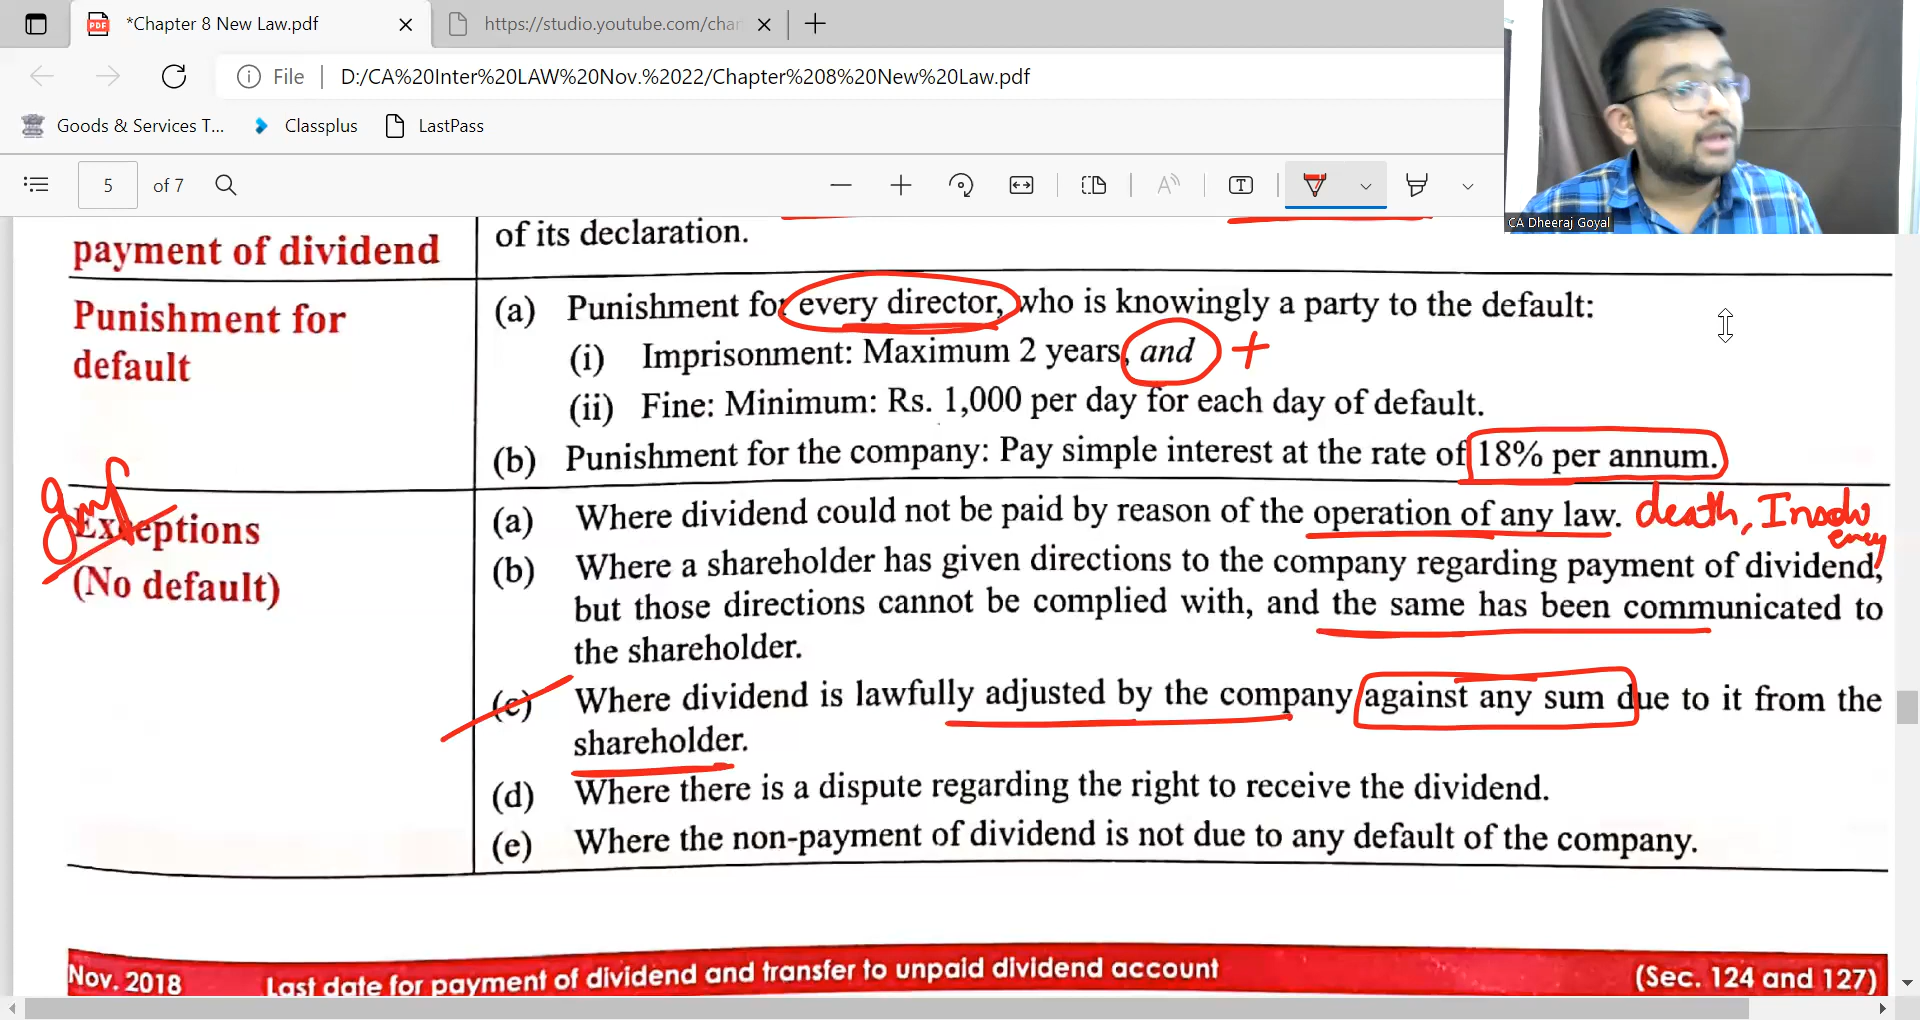 *Chapter 8 New Law.pdf
https://studio.youtube.com/chan
File
D:/CA%20Inter%20LAW%20Nov.%2022/Chapter%208%20New%20Law.pdf
Goods & Services T...
Classplus
LastPass
5
of 7
CA Dheeraj Goyal
payment of dividend
of its declaration.
Punishment for
default
(a) Punishment for every director, who is knowingly a party to the default:
(i) Imprisonment: Maximum 2 years, and +
(ii) Fine: Minimum: Rs. 1,000 per day for each day of default.
(b) Punishment for the company: Pay simple interest at the rate of 18% per annum.
Exceptions
(No default)
(a) Where dividend could not be paid by reason of the operation of any law. death, Insolv
ency
(b) Where a shareholder has given directions to the company regarding payment of dividend,
but those directions cannot be complied with, and the same has been communicated to
the shareholder.
(c) Where dividend is lawfully adjusted by the company against any sum due to it from the
shareholder.
(d) Where there is a dispute regarding the right to receive the dividend.
(e) Where the non-payment of dividend is not due to any default of the company.
Nov. 2018 Last date for payment of dividend and transfer to unpaid dividend account (Sec. 124 and 127)